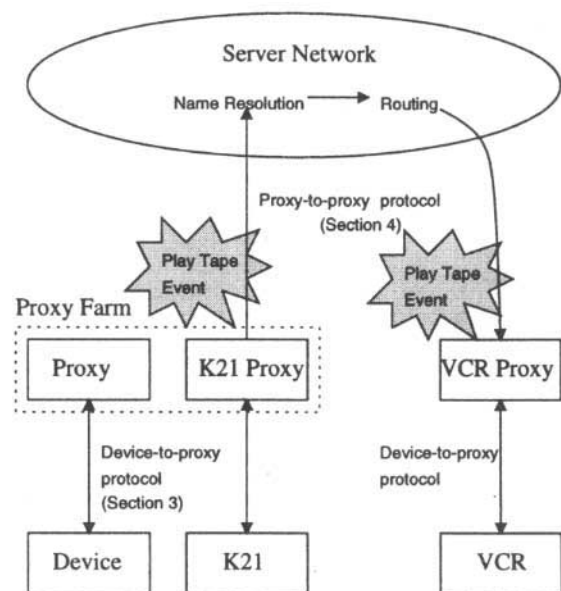 Server Network
Name Resolution
Routing
Proxy-to-proxy protocol
(Section 4)
Play Tape
Event
Play Tape
Event
Proxy Farm
Proxy
K21 Proxy
VCR Proxy
Device-to-proxy
protocol
(Section 3)
Device-to-proxy
protocol
Device
K21
VCR